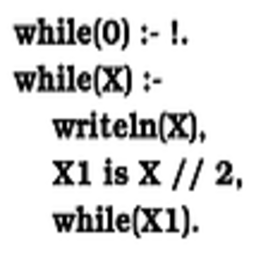 while(0) :- !.
while(X) :-
writeln(X),
X1 is X // 2,
while(X1).